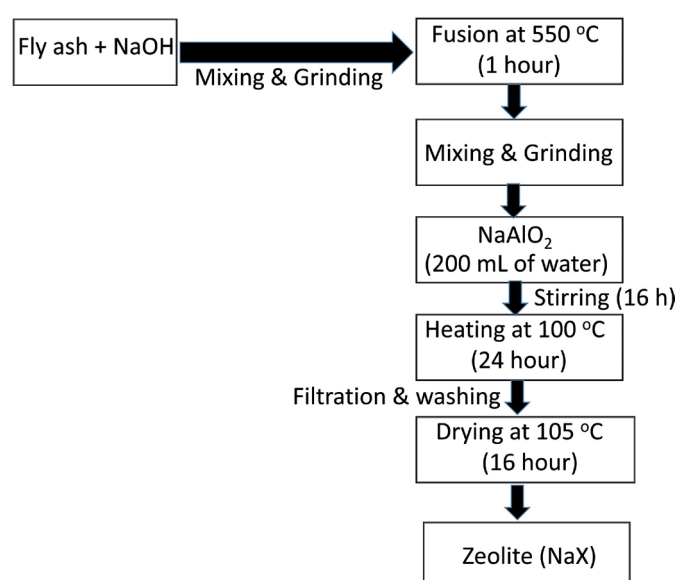 Fly ash + NaOH
Mixing & Grinding
Fusion at 550 °C
(1 hour)
Mixing & Grinding
NaAlO₂
(200 mL of water)
Stirring (16 h)
Heating at 100 °C
(24 hour)
Filtration & washing
Drying at 105 °C
(16 hour)
Zeolite (NaX)